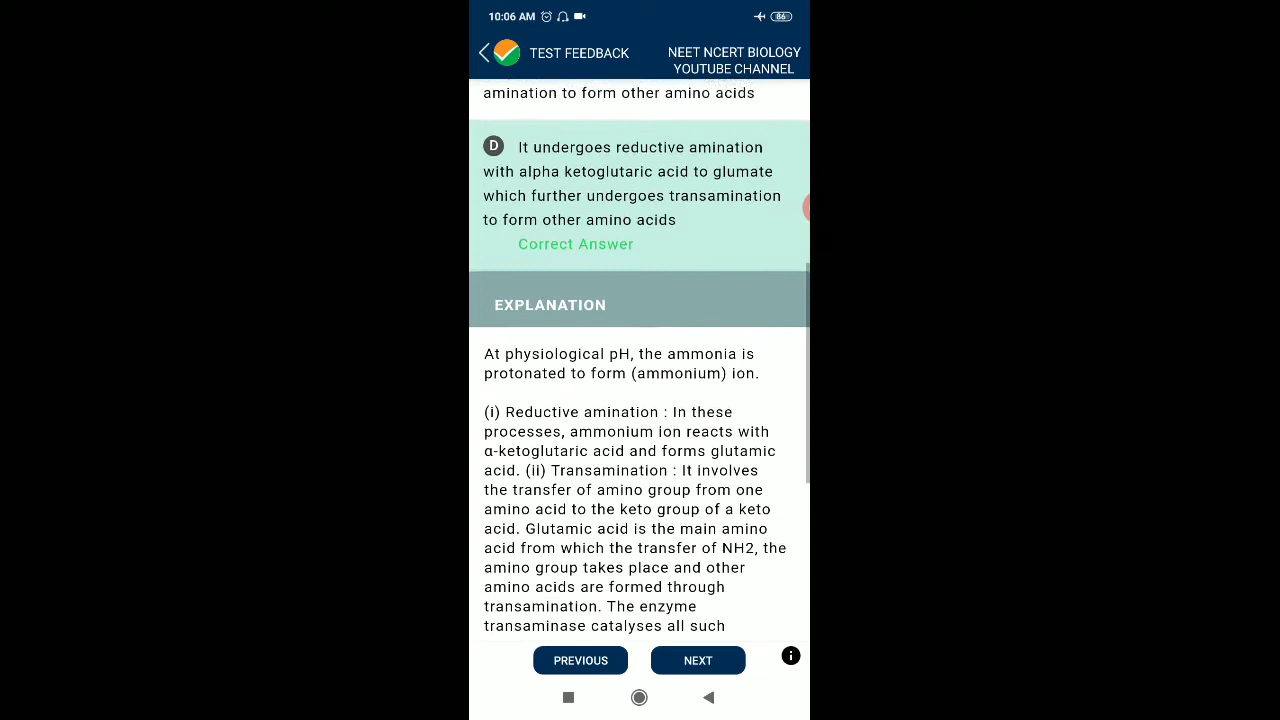 10:06 AM
86
TEST FEEDBACK
NEET NCERT BIOLOGY
YOUTUBE CHANNEL
amination to form other amino acids
D It undergoes reductive amination
with alpha ketoglutaric acid to glumate
which further undergoes transamination
to form other amino acids
Correct Answer
EXPLANATION
At physiological pH, the ammonia is
protonated to form (ammonium) ion.
(i) Reductive amination : In these
processes, ammonium ion reacts with
α-ketoglutaric acid and forms glutamic
acid. (ii) Transamination : It involves
the transfer of amino group from one
amino acid to the keto group of a keto
acid. Glutamic acid is the main amino
acid from which the transfer of NH2, the
amino group takes place and other
amino acids are formed through
transamination. The enzyme
transaminase catalyses all such
PREVIOUS
NEXT